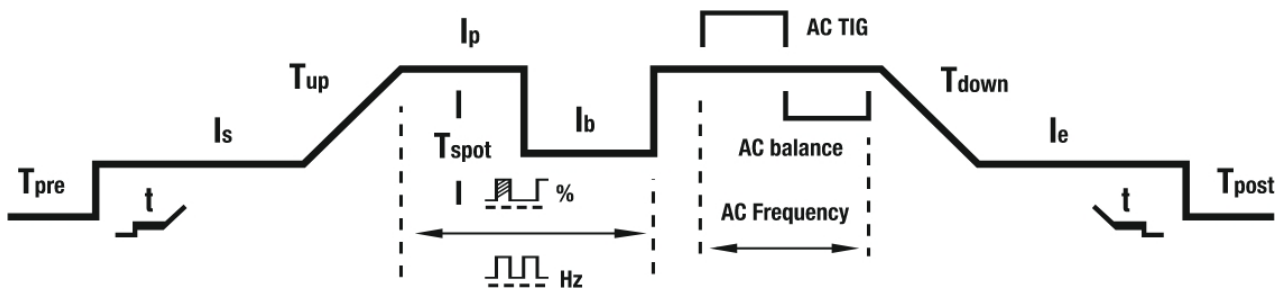 Ip
AC TIG
Tup
Tdown
Is
Ib
Ie
Tspot
AC balance
Tpre
t
%
t
Tpost
AC Frequency
Hz